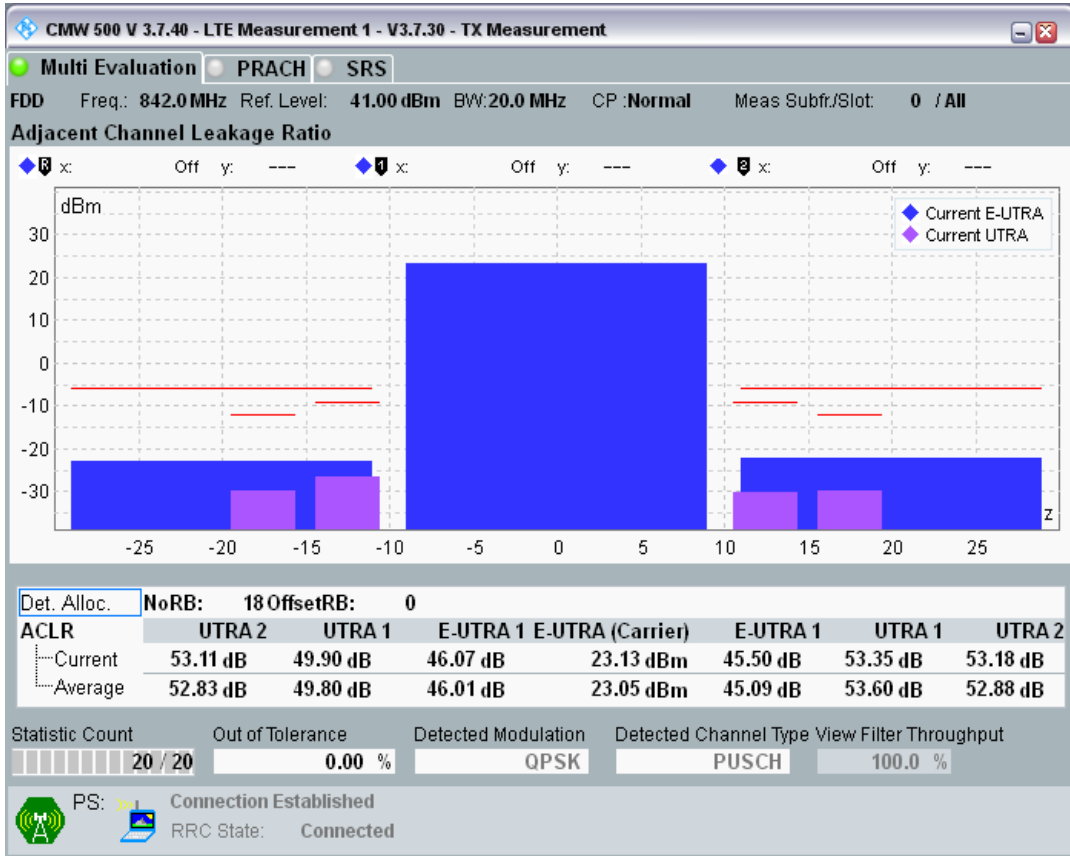 CMW 500 V 3.7.40 - LTE Measurement 1 - V3.7.30 - TX Measurement
Multi Evaluation PRACH SRS
FDD Freq.: 842.0 MHz Ref. Level: 41.00 dBm BW: 20.0 MHz CP :Normal Meas Subfr./Slot: 0 / All
Adjacent Channel Leakage Ratio
R x: Off y: --- 1 x: Off y: --- 2 x: Off y: ---
dBm
Current E-UTRA
Current UTRA
30
20
10
0
-10
-20
-30
z
-25 -20 -15 -10 -5 0 5 10 15 20 25
Det. Alloc. NoRB: 18 OffsetRB: 0
ACLR UTRA 2 UTRA 1 E-UTRA 1 E-UTRA (Carrier) E-UTRA 1 UTRA 1 UTRA 2
Current 53.11 dB 49.90 dB 46.07 dB 23.13 dBm 45.50 dB 53.35 dB 53.18 dB
Average 52.83 dB 49.80 dB 46.01 dB 23.05 dBm 45.09 dB 53.60 dB 52.88 dB
Statistic Count Out of Tolerance Detected Modulation Detected Channel Type View Filter Throughput
20 / 20 0.00 % QPSK PUSCH 100.0 %
PS: Connection Established
RRC State: Connected